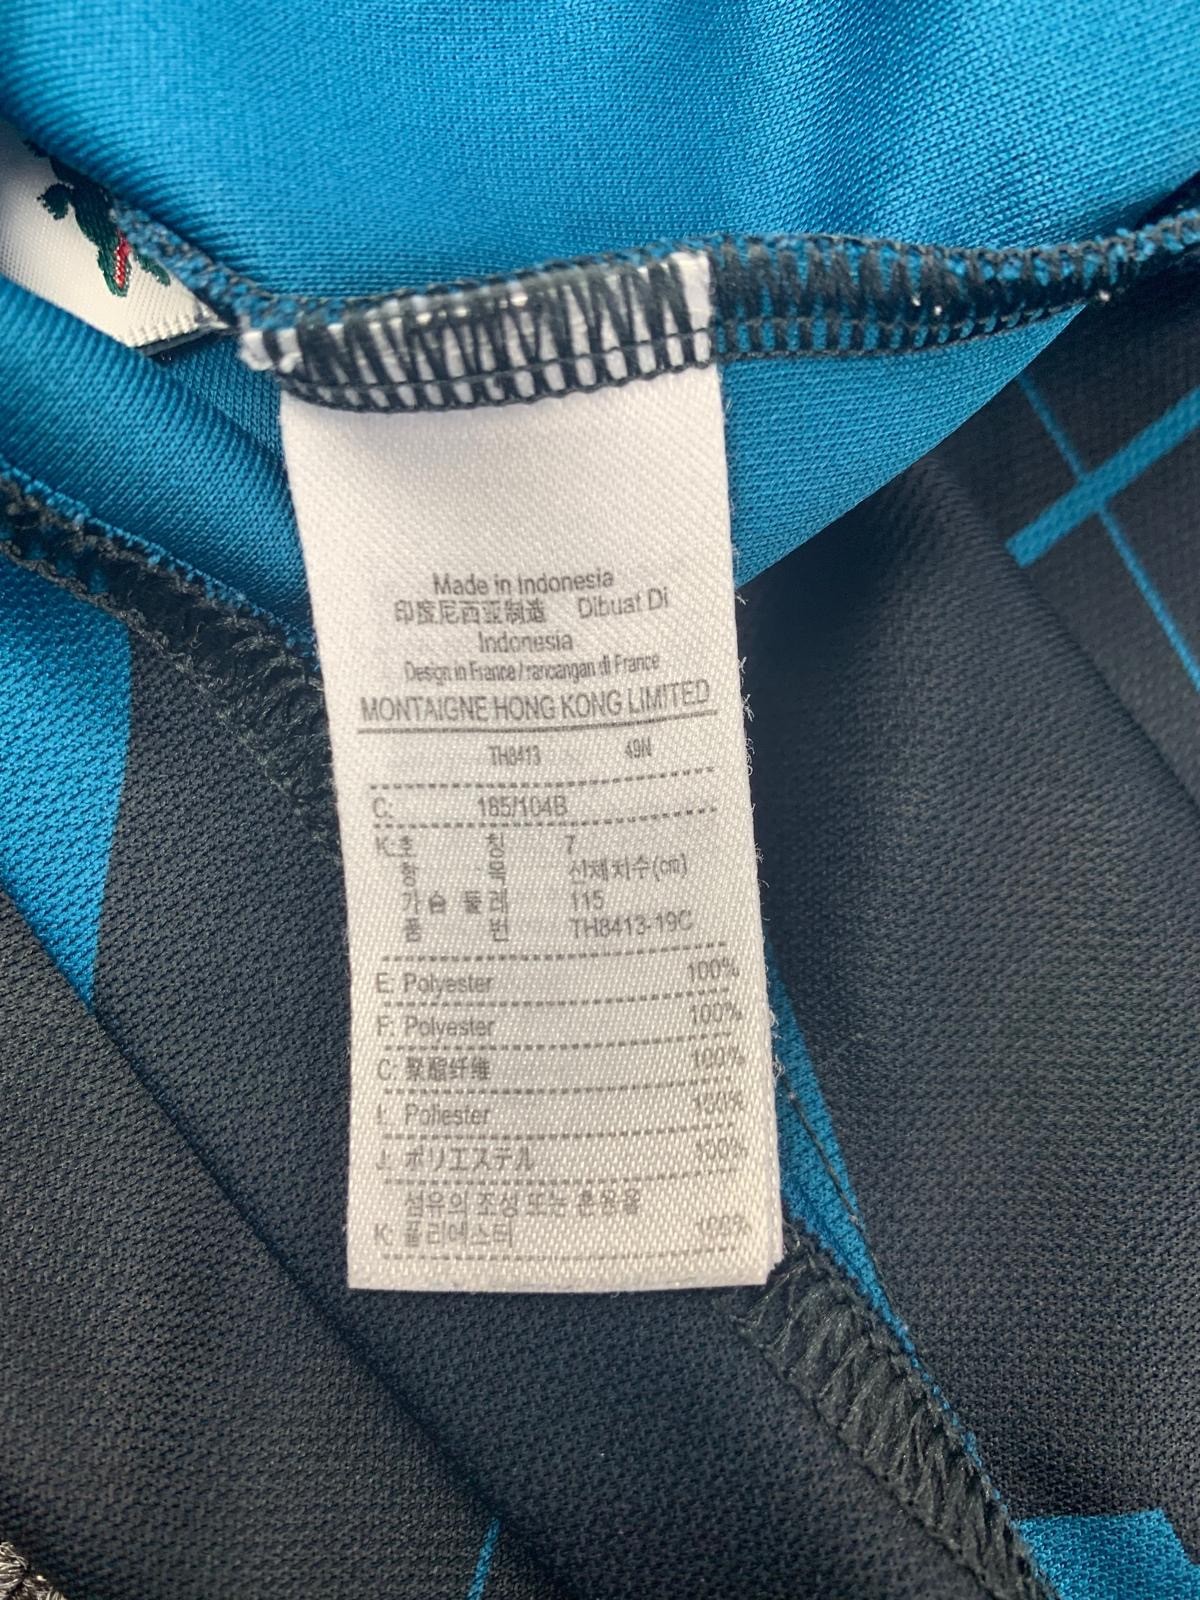 Made in Indonesia
印度尼西亚制造 Dibuat Di
Indonesia
Design in France / rancangan di France
MONTAIGNE HONG KONG LIMITED
TH8413 49N
C: 185/104B
K: 호 칭 7
용 신체치수(cm)
가슴 둘레 115
품 번 TH8413-19C
E: Polyester 100%
F: Polyester 100%
C: 聚酯纤维 100%
I: Poliester 100%
J: ポリエステル 100%
섬유의 조성 또는 혼용율
K: 폴리에스터 100%